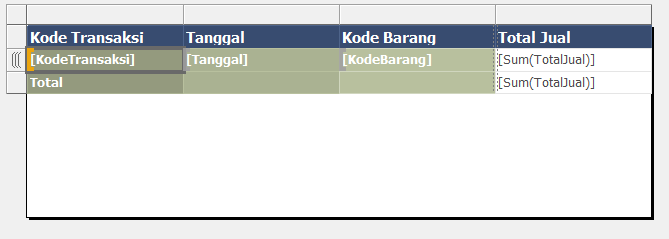 Kode Transaksi Tanggal Kode Barang Total Jual
[KodeTransaksi] [Tanggal] [KodeBarang] [Sum(TotalJual)]
Total [Sum(TotalJual)]